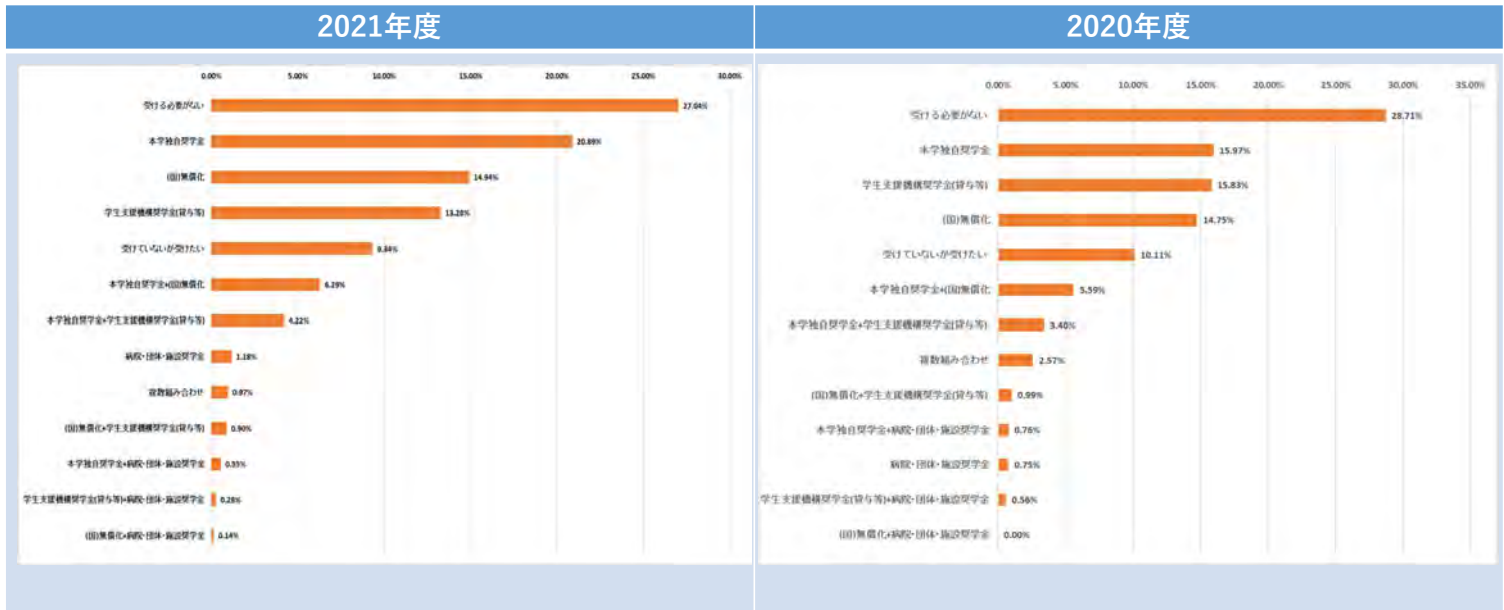 2021年度
0.00% 5.00% 10.00% 15.00% 20.00% 25.00% 30.00%
受ける必要がない 27.04%
本学独自奨学金 20.89%
(国)無償化 14.94%
学生支援機構奨学金(貸与等)
受けていないが受けたい
本学独自奨学金+(国)無償化 6.29%
本学独自奨学金+学生支援機構奨学金(貸与等) 4.22%
病院・団体・施設奨学金 1.18%
複数組み合わせ 0.97%
(国)無償化+学生支援機構奨学金(貸与等) 0.90%
本学独自奨学金+病院・団体・施設奨学金 0.55%
学生支援機構奨学金(貸与等)+病院・団体・施設奨学金 0.28%
(国)無償化+病院・団体・施設奨学金 0.14%
2020年度
0.00% 5.00% 10.00% 15.00% 20.00% 25.00% 30.00% 35.00%
受ける必要がない 28.71%
本学独自奨学金 15.97%
学生支援機構奨学金(貸与等) 15.83%
(国)無償化 14.75%
受けていないが受けたい 10.11%
本学独自奨学金+(国)無償化 5.59%
本学独自奨学金+学生支援機構奨学金(貸与等) 3.40%
複数組み合わせ 2.57%
(国)無償化+学生支援機構奨学金(貸与等) 0.99%
本学独自奨学金+病院・団体・施設奨学金 0.76%
病院・団体・施設奨学金 0.75%
学生支援機構奨学金(貸与等)+病院・団体・施設奨学金 0.56%
(国)無償化+病院・団体・施設奨学金 0.00%